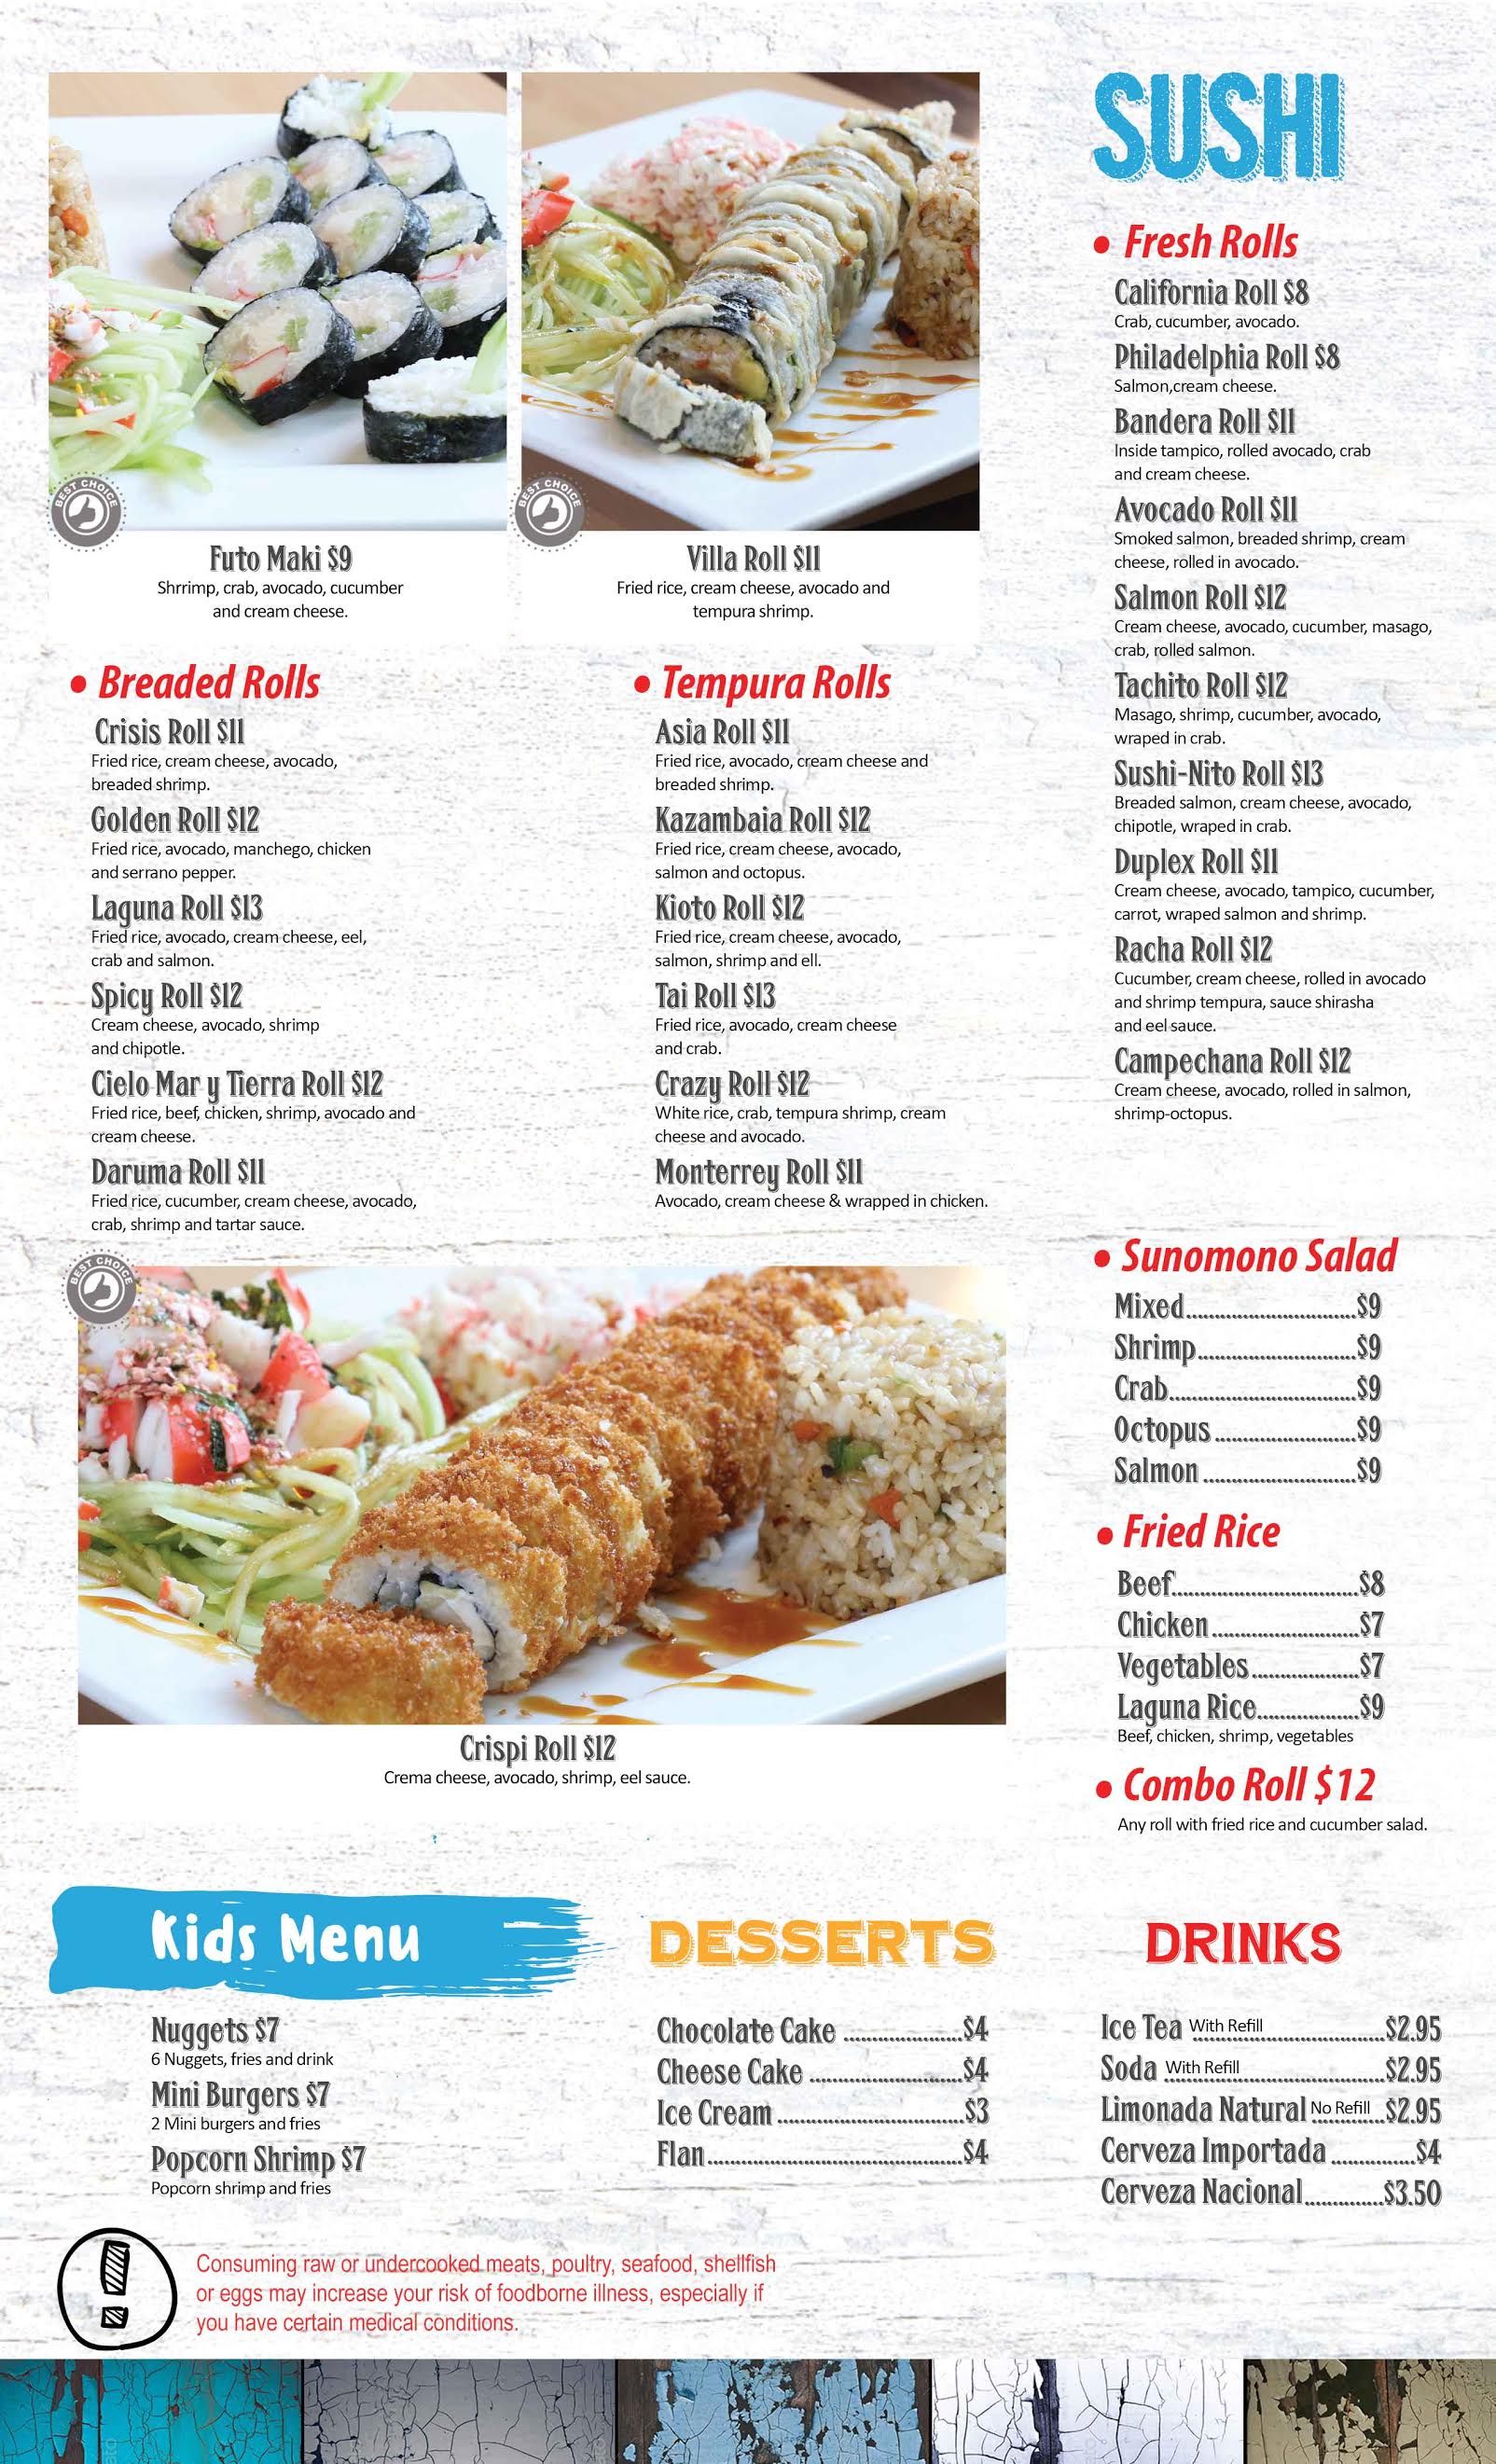 SUSHI
BEST CHOICE
Futo Maki $9
Shrrimp, crab, avocado, cucumber
and cream cheese.
BEST CHOICE
Villa Roll $11
Fried rice, cream cheese, avocado and
tempura shrimp.
• Breaded Rolls
Crisis Roll $11
Fried rice, cream cheese, avocado,
breaded shrimp.
Golden Roll $12
Fried rice, avocado, manchego, chicken
and serrano pepper.
Laguna Roll $13
Fried rice, avocado, cream cheese, eel,
crab and salmon.
Spicy Roll $12
Cream cheese, avocado, shrimp
and chipotle.
Cielo Mar y Tierra Roll $12
Fried rice, beef, chicken, shrimp, avocado and
cream cheese.
Daruma Roll $11
Fried rice, cucumber, cream cheese, avocado,
crab, shrimp and tartar sauce.
• Tempura Rolls
Asia Roll $11
Fried rice, avocado, cream cheese and
breaded shrimp.
Kazambaia Roll $12
Fried rice, cream cheese, avocado,
salmon and octopus.
Kioto Roll $12
Fried rice, cream cheese, avocado,
salmon, shrimp and ell.
Tai Roll $13
Fried rice, avocado, cream cheese
and crab.
Crazy Roll $12
White rice, crab, tempura shrimp, cream
cheese and avocado.
Monterrey Roll $11
Avocado, cream cheese & wrapped in chicken.
• Fresh Rolls
California Roll $8
Crab, cucumber, avocado.
Philadelphia Roll $8
Salmon,cream cheese.
Bandera Roll $11
Inside tampico, rolled avocado, crab
and cream cheese.
Avocado Roll $11
Smoked salmon, breaded shrimp, cream
cheese, rolled in avocado.
Salmon Roll $12
Cream cheese, avocado, cucumber, masago,
crab, rolled salmon.
Tachito Roll $12
Masago, shrimp, cucumber, avocado,
wraped in crab.
Sushi-Nito Roll $13
Breaded salmon, cream cheese, avocado,
chipotle, wraped in crab.
Duplex Roll $11
Cream cheese, avocado, tampico, cucumber,
carrot, wraped salmon and shrimp.
Racha Roll $12
Cucumber, cream cheese, rolled in avocado
and shrimp tempura, sauce shirasha
and eel sauce.
Campechana Roll $12
Cream cheese, avocado, rolled in salmon,
shrimp-octopus.
BEST CHOICE
Crispi Roll $12
Crema cheese, avocado, shrimp, eel sauce.
• Sunomono Salad
Mixed..............................$9
Shrimp............................$9
Crab.................................$9
Octopus.........................$9
Salmon...........................$9
• Fried Rice
Beef.................................$8
Chicken..........................$7
Vegetables...................$7
Laguna Rice..................$9
Beef, chicken, shrimp, vegetables
• Combo Roll $12
Any roll with fried rice and cucumber salad.
Kids Menu
Nuggets $7
6 Nuggets, fries and drink
Mini Burgers $7
2 Mini burgers and fries
Popcorn Shrimp $7
Popcorn shrimp and fries
DESSERTS
Chocolate Cake .....................$4
Cheese Cake ...........................$4
Ice Cream .................................$3
Flan.............................................$4
DRINKS
Ice Tea With Refill ..................$2.95
Soda With Refill ..................$2.95
Limonada Natural No Refill $2.95
Cerveza Importada ...............$4
Cerveza Nacional..............$3.50
Consuming raw or undercooked meats, poultry, seafood, shellfish
or eggs may increase your risk of foodborne illness, especially if
you have certain medical conditions.